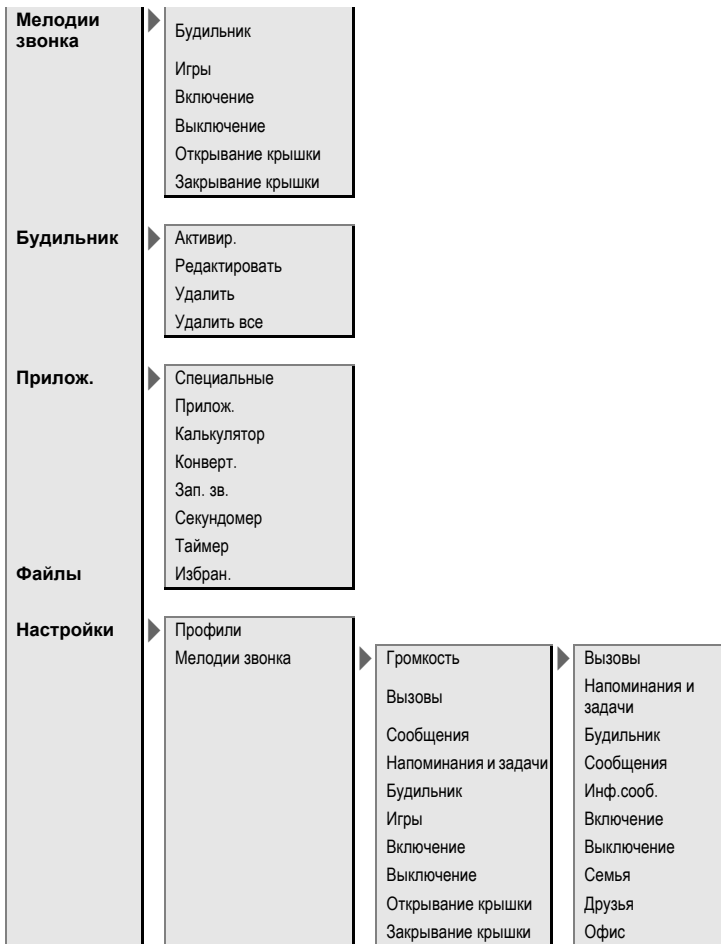 Мелодии
звонка
Будильник
Игры
Включение
Выключение
Открывание крышки
Закрывание крышки
Будильник
Активир.
Редактировать
Удалить
Удалить все
Прилож.
Специальные
Прилож.
Калькулятор
Конверт.
Зап. зв.
Секундомер
Таймер
Файлы
Избран.
Настройки
Профили
Мелодии звонка
Громкость
Вызовы
Сообщения
Напоминания и задачи
Будильник
Игры
Включение
Выключение
Открывание крышки
Закрывание крышки
Вызовы
Напоминания и
задачи
Будильник
Сообщения
Инф.сооб.
Включение
Выключение
Семья
Друзья
Офис